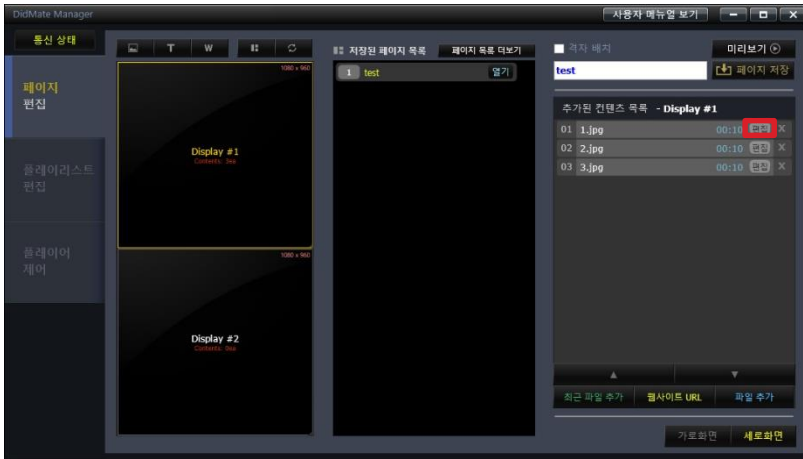 DidMate Manager
사용자 메뉴얼 보기
통신 상태
T W
저장된 페이지 목록
페이지 목록 더보기
격자 배치
미리보기
페이지
편집
1080 x 960
1 test 열기
test
페이지 저장
추가된 컨텐츠 목록 - Display #1
01 1.jpg 00:10 편집 X
02 2.jpg 00:10 편집 X
03 3.jpg 00:10 편집 X
Display #1
Contents: 3ea
플레이리스트
편집
플레이어
제어
1080 x 960
Display #2
Contents: 0ea
▲ ▼
최근 파일 추가
웹사이트 URL
파일 추가
가로화면
세로화면